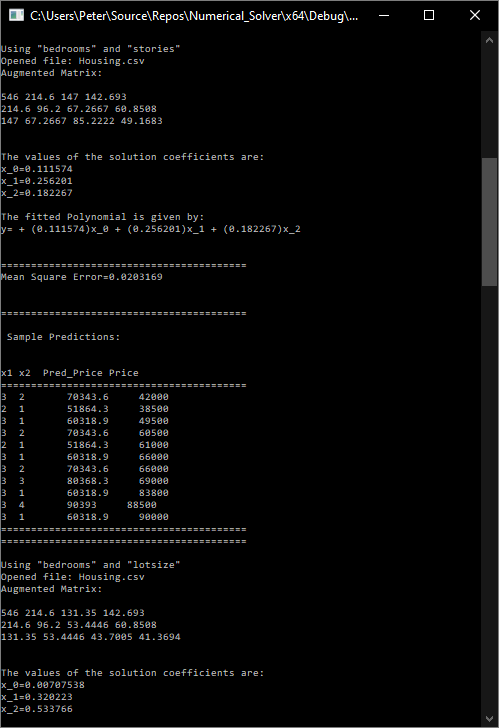 C:\Users\Peter\Source\Repos\Numerical_Solver\x64\Debug\...
Using "bedrooms" and "stories"
Opened file: Housing.csv
Augmented Matrix:
546 214.6 147 142.693
214.6 96.2 67.2667 60.8508
147 67.2667 85.2222 49.1683
The values of the solution coefficients are:
x_0=0.111574
x_1=0.256201
x_2=0.182267
The fitted Polynomial is given by:
y= + (0.111574)x_0 + (0.256201)x_1 + (0.182267)x_2
=========================================
Mean Square Error=0.0203169
=========================================
Sample Predictions:
x1 x2  Pred_Price Price
=========================================
3  2       70343.6     42000
2  1       51864.3     38500
3  1       60318.9     49500
3  2       70343.6     60500
2  1       51864.3     61000
3  1       60318.9     66000
3  2       70343.6     66000
3  3       80368.3     69000
3  1       60318.9     83800
3  4       90393     88500
3  1       60318.9     90000
=========================================
=========================================
Using "bedrooms" and "lotsize"
Opened file: Housing.csv
Augmented Matrix:
546 214.6 131.35 142.693
214.6 96.2 53.4446 60.8508
131.35 53.4446 43.7005 41.3694
The values of the solution coefficients are:
x_0=0.00707538
x_1=0.320223
x_2=0.533766